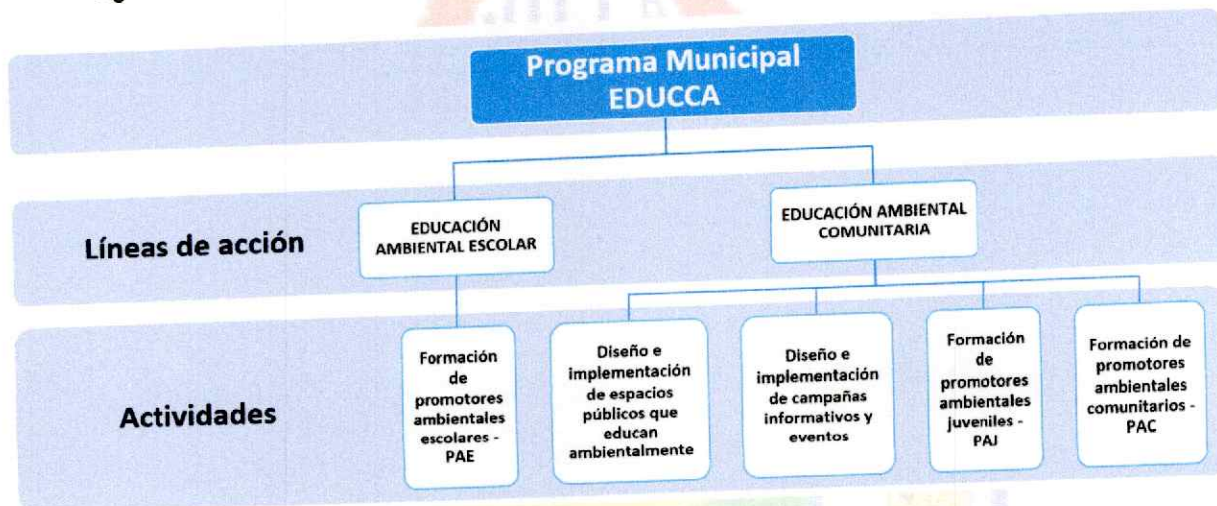 Programa Municipal
EDUCCA
Líneas de acción
EDUCACIÓN
AMBIENTAL ESCOLAR
EDUCACIÓN AMBIENTAL
COMUNITARIA
Actividades
Formación
de
promotores
ambientales
escolares -
PAE
Diseño e
implementación
de espacios
públicos que
educan
ambientalmente
Diseño e
implementación
de campañas
informativos y
eventos
Formación
de
promotores
ambientales
juveniles -
PAJ
Formación de
promotores
ambientales
comunitarios -
PAC